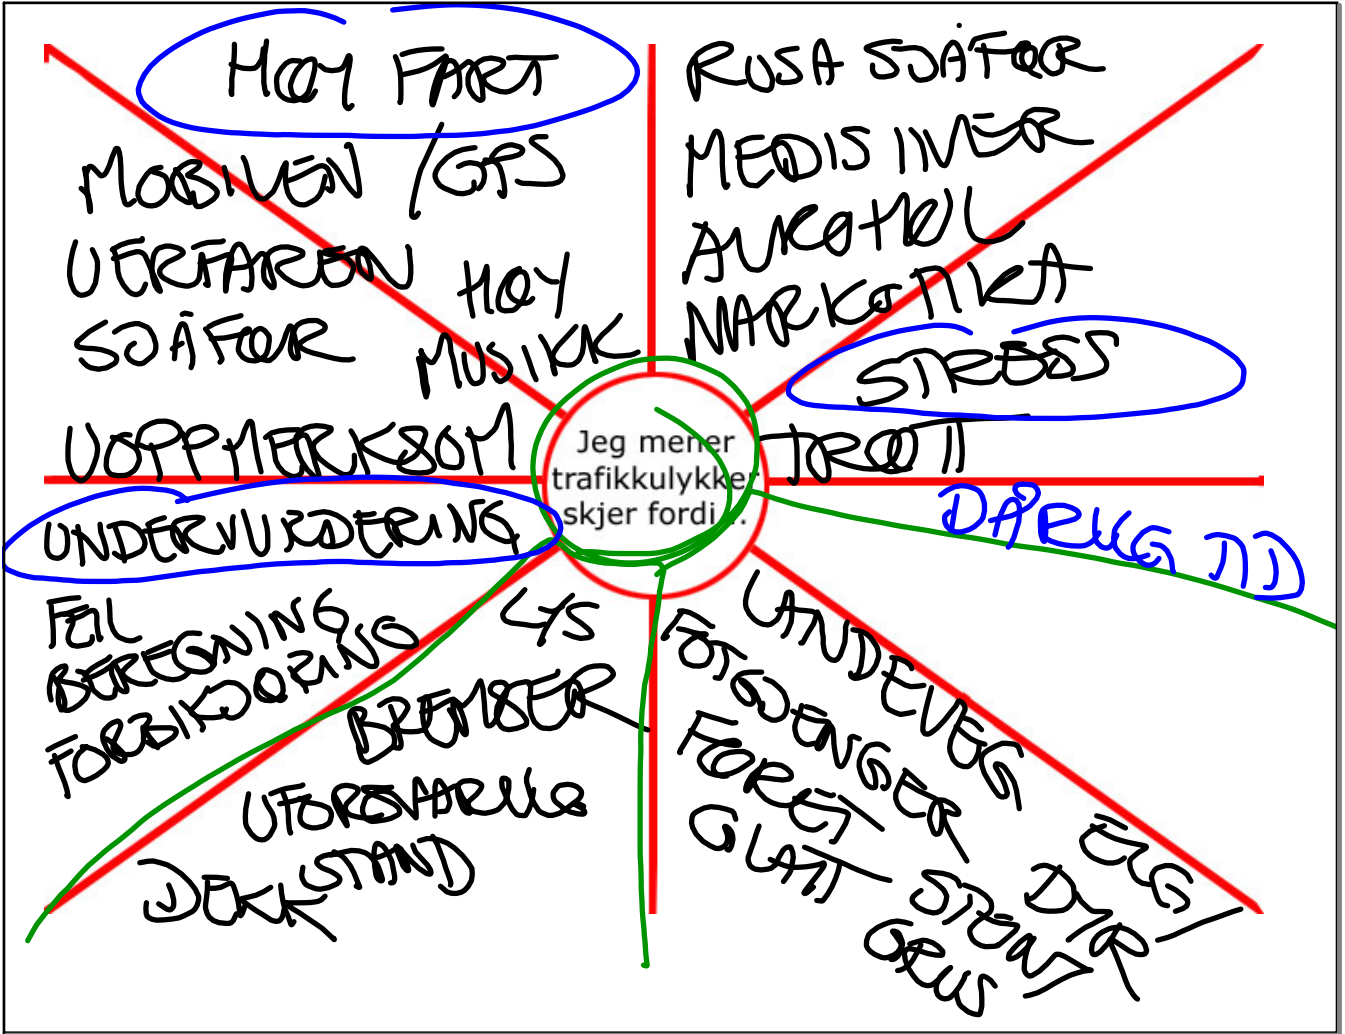 HØY FART
MOBILEN /GPS
UERFAREN
SJÅFØR
HØY
MUSIKK
UOPPMERKSOM
RUSA SJÅFØR
MEDISINER
ALKOHOL
NARKOTIKA
STRESS
TRØTT
Jeg mener
trafikkulykker
skjer fordi...
DÅRLIG TID
UNDERVURDERING
FEIL
BEREGNING
FORBIKJØRING
LYS
BREMSER
UFORSVARLIG
STAND
DEKK
LANDEVEG
FOTGJENGER
FØRET
GLATT
STEIN
GRUS
ELG/
DYR